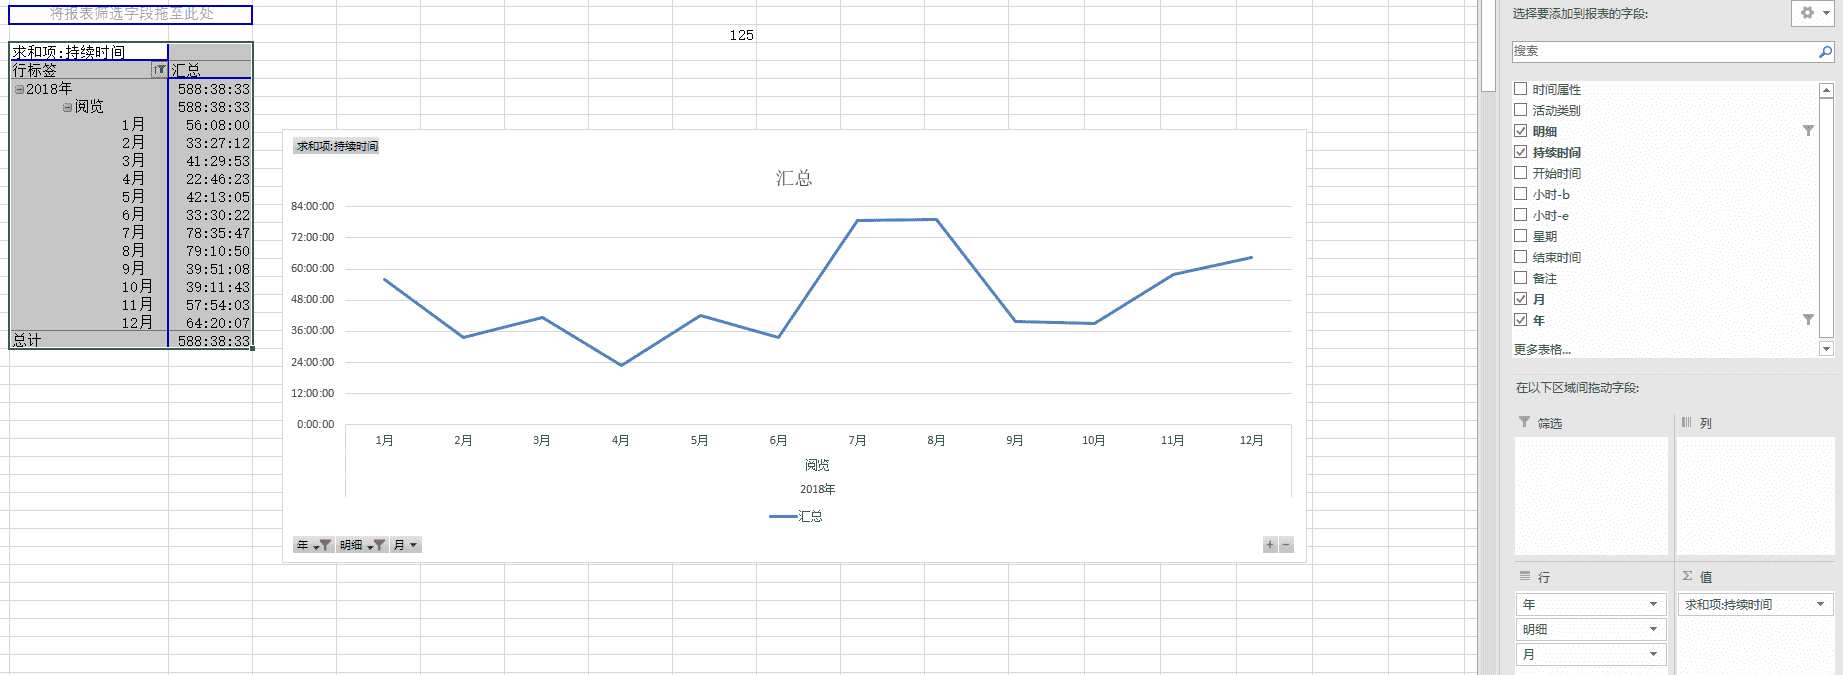 将报表筛选字段拖至此处
125
求和项:持续时间
行标签 汇总
2018年 588:38:33
阅览 588:38:33
1月 56:08:00
2月 33:27:12
3月 41:29:53
4月 22:46:23
5月 42:13:05
6月 33:30:22
7月 78:35:47
8月 79:10:50
9月 39:51:08
10月 39:11:43
11月 57:54:03
12月 64:20:07
总计 588:38:33
求和项:持续时间
汇总
84:00:00
72:00:00
60:00:00
48:00:00
36:00:00
24:00:00
12:00:00
0:00:00
1月 2月 3月 4月 5月 6月 7月 8月 9月 10月 11月 12月
阅览
2018年
汇总
年 明细 月
+ −
选择要添加到报表的字段:
搜索
时间属性
活动类别
明细
持续时间
开始时间
小时-b
小时-e
星期
结束时间
备注
月
年
更多表格...
在以下区域间拖动字段:
筛选 列
行 Σ 值
年 求和项:持续时间
明细
月